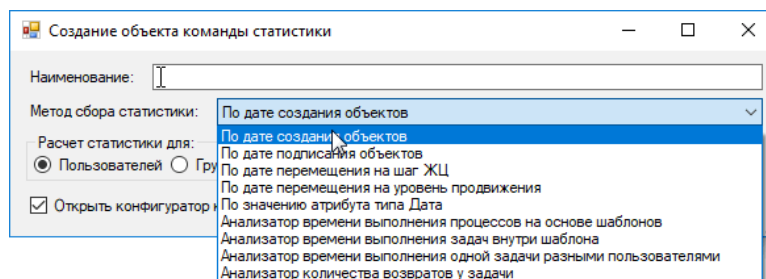 Создание объекта команды статистики
Наименование:
Метод сбора статистики: По дате создания объектов
По дате создания объектов
Расчет статистики для:
По дате подписания объектов
Пользователей Гру
По дате перемещения на шаг ЖЦ
По дате перемещения на уровень продвижения
Открыть конфигуратор
По значению атрибута типа Дата
Анализатор времени выполнения процессов на основе шаблонов
Анализатор времени выполнения задач внутри шаблона
Анализатор времени выполнения одной задачи разными пользователями
Анализатор количества возвратов у задачи